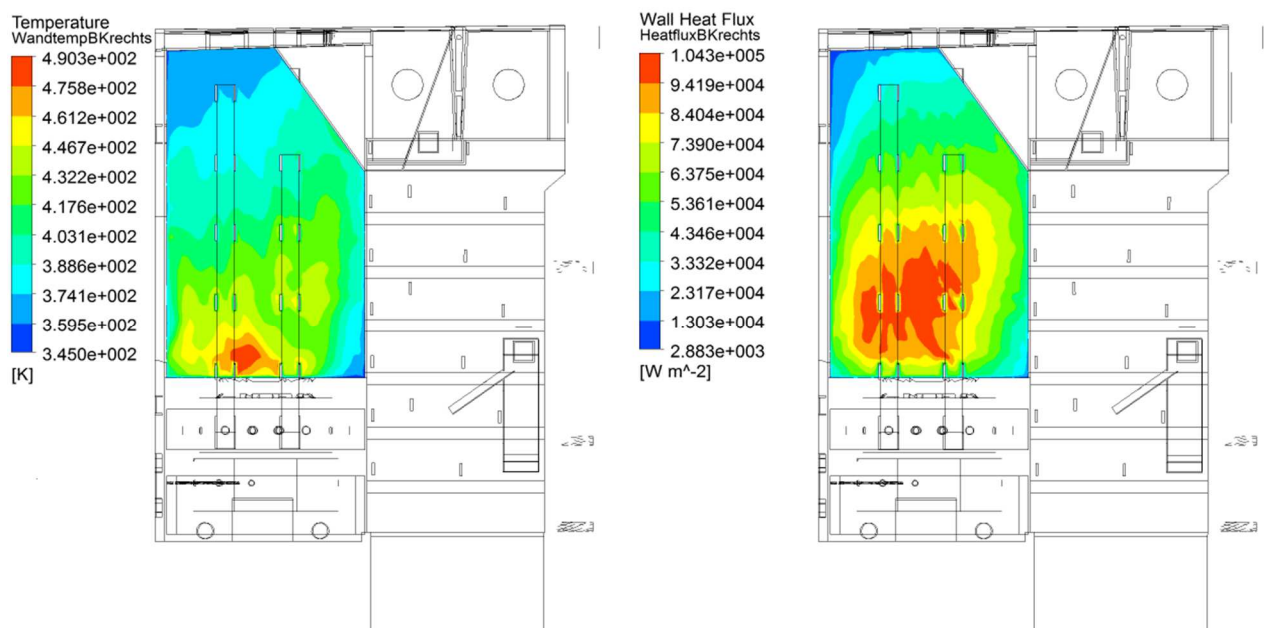 Temperature
WandtempBKrechts
4.903e+002
4.758e+002
4.612e+002
4.467e+002
4.322e+002
4.176e+002
4.031e+002
3.886e+002
3.741e+002
3.595e+002
3.450e+002
[K]
Wall Heat Flux
HeatfluxBKrechts
1.043e+005
9.419e+004
8.404e+004
7.390e+004
6.375e+004
5.361e+004
4.346e+004
3.332e+004
2.317e+004
1.303e+004
2.883e+003
[W m^-2]